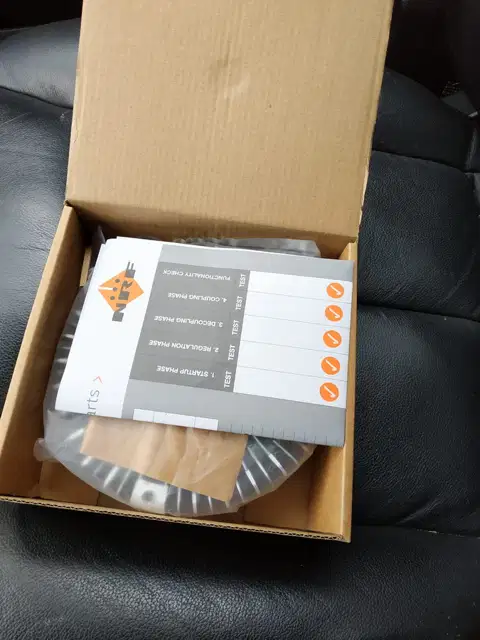 NRF
arts >
1. STARTUP PHASE
TEST
2. REGULATION PHASE
TEST
3. DECOUPLING PHASE
TEST
4. COUPLING PHASE
TEST
FUNCTIONALITY CHECK
TEST